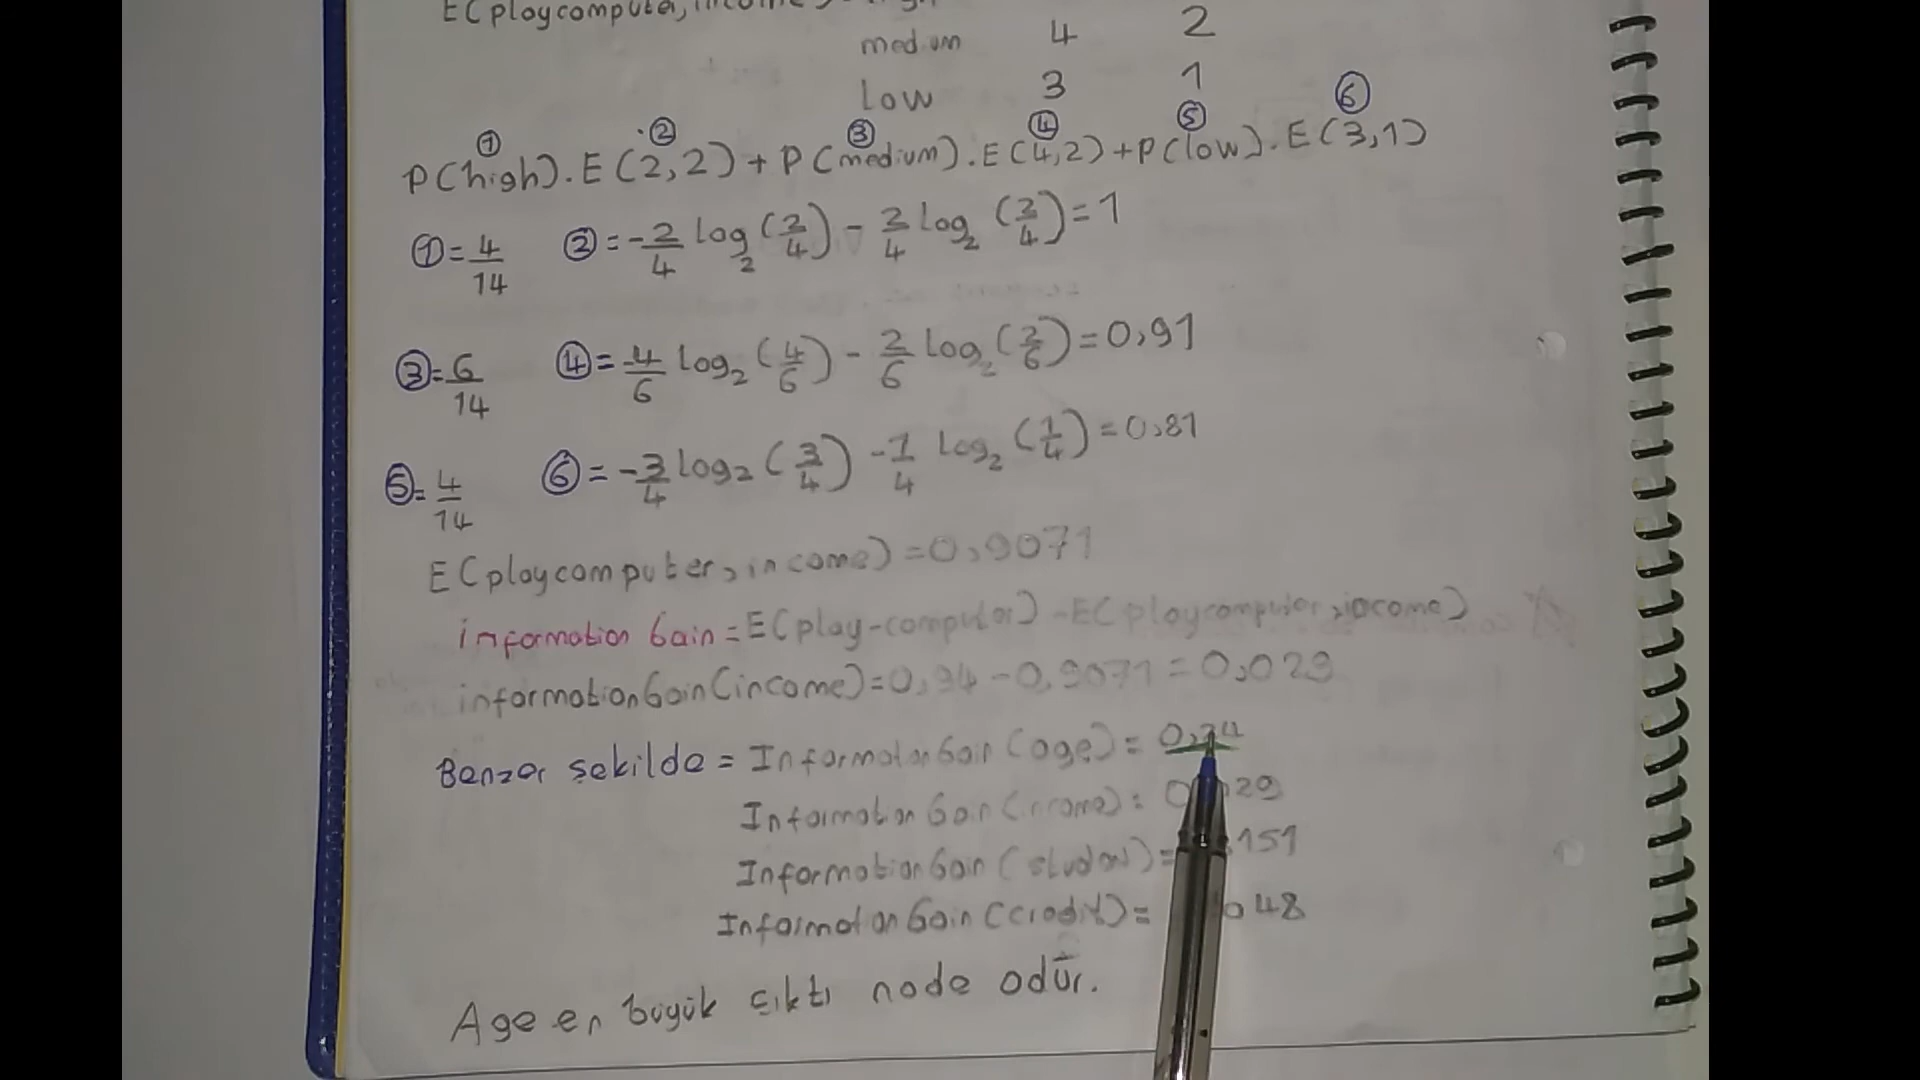 E(playcomputer, income
medium 4 2
low 3 1
① ② ③ ④ ⑤ ⑥
P(high).E(2,2)+P(medium).E(4,2)+P(low).E(3,1)
①=4/14 ②=-2/4 log₂(2/4)-2/4 log₂(2/4)=1
③=6/14 ④=-4/6 log₂(4/6)-2/6 log₂(2/6)=0,91
⑤=4/14 ⑥=-3/4 log₂(3/4)-1/4 log₂(1/4)=0,81
E(playcomputer,income)=0,9071
information Gain=E(play-computer)-E(playcomputer,income)
informationGain(income)=0,94-0,9071=0,029
Benzer şekilde = InformationGain(age)=
InformationGain(income)= 029
InformationGain( )= 151
InformationGain(credit)= 048
Age en büyük çıktı node odur.